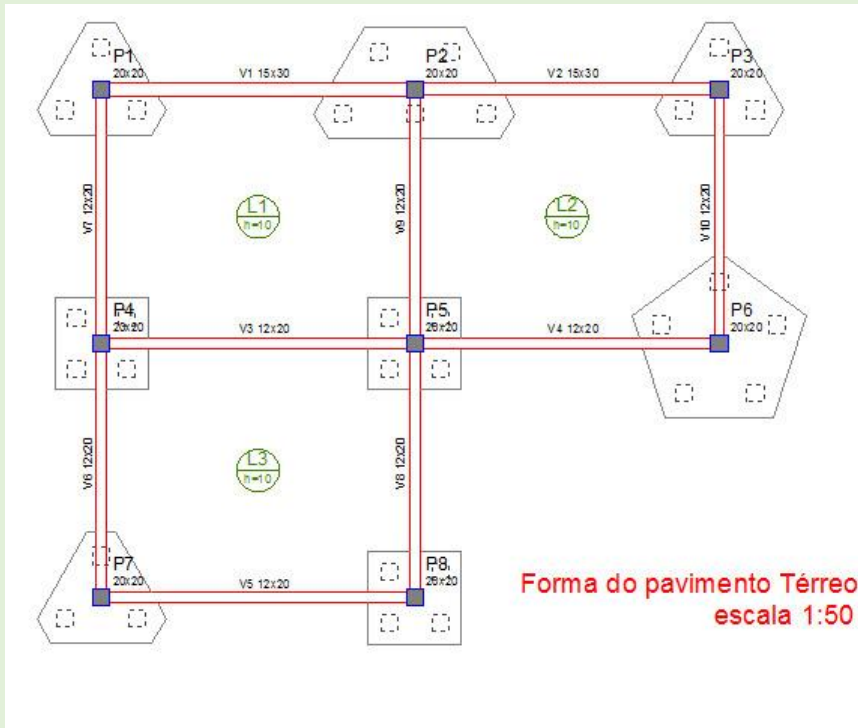 P1
20x20
V1 15x30
P2
20x20
V2 15x30
P3
20x20
V7 12x20
L1
h=10
V9 12x20
L2
h=10
V10 12x20
P4
20x20
V3 12x20
P5
20x20
V4 12x20
P6
20x20
V6 12x20
L3
h=10
V8 12x20
P7
20x20
V5 12x20
P8
20x20
Forma do pavimento Térreo
escala 1:50